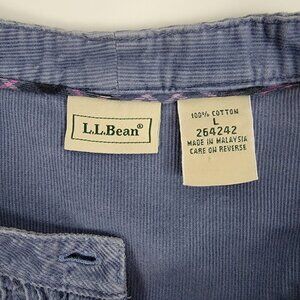 L.L.Bean®
100% COTTON
L
264242
MADE IN MALAYSIA
CARE ON REVERSE